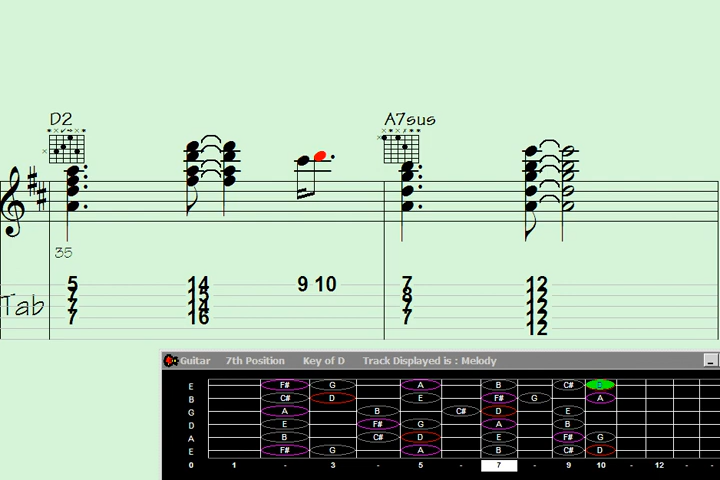 D2 A7sus
35
5 14 9 10 7 12
7 15 8 12
Tab
7 14 7 12
7 16 7 12
12
Guitar 7th Position Key of D Track Displayed is : Melody
E F# G A B C# D
B C# D E F# G A
G A B C# D E
D E F# G A B
A B C# D E F# G
E F# G A B C# D
0 1 - 3 - 5 - 7 - 9 10 - 12 - -